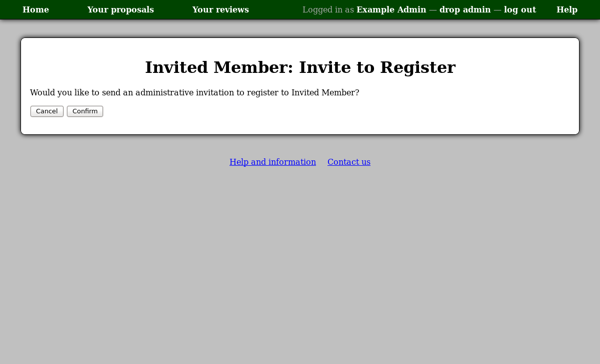 Home Your proposals Your reviews Logged in as Example Admin — drop admin — log out Help
Invited Member: Invite to Register
Would you like to send an administrative invitation to register to Invited Member?
Cancel Confirm
Help and information Contact us